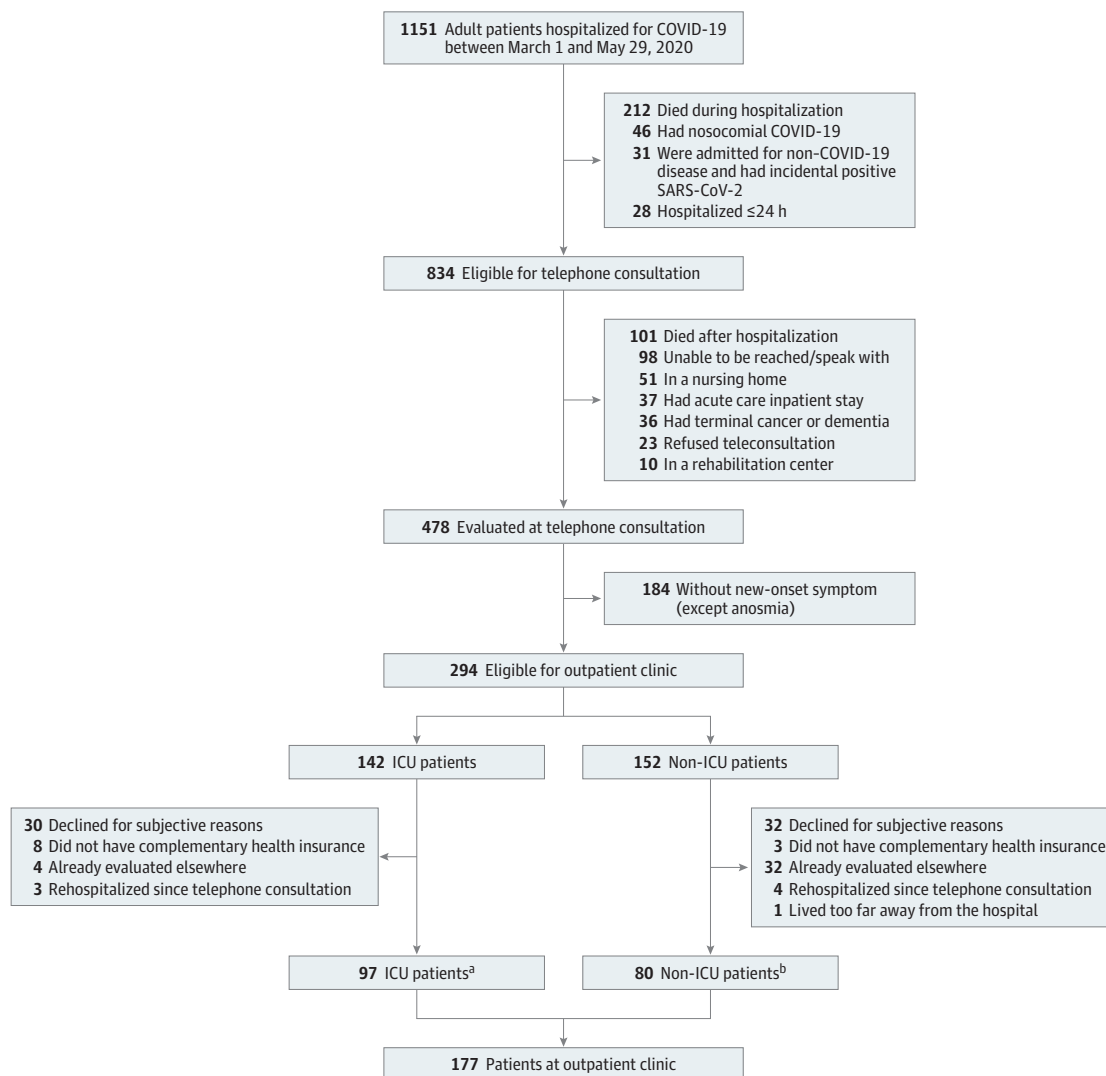 1151 Adult patients hospitalized for COVID-19
between March 1 and May 29, 2020
212 Died during hospitalization
46 Had nosocomial COVID-19
31 Were admitted for non-COVID-19
disease and had incidental positive
SARS-CoV-2
28 Hospitalized ≤24 h
834 Eligible for telephone consultation
101 Died after hospitalization
98 Unable to be reached/speak with
51 In a nursing home
37 Had acute care inpatient stay
36 Had terminal cancer or dementia
23 Refused teleconsultation
10 In a rehabilitation center
478 Evaluated at telephone consultation
184 Without new-onset symptom
(except anosmia)
294 Eligible for outpatient clinic
142 ICU patients
152 Non-ICU patients
30 Declined for subjective reasons
8 Did not have complementary health insurance
4 Already evaluated elsewhere
3 Rehospitalized since telephone consultation
32 Declined for subjective reasons
3 Did not have complementary health insurance
32 Already evaluated elsewhere
4 Rehospitalized since telephone consultation
1 Lived too far away from the hospital
97 ICU patientsᵃ
80 Non-ICU patientsᵇ
177 Patients at outpatient clinic